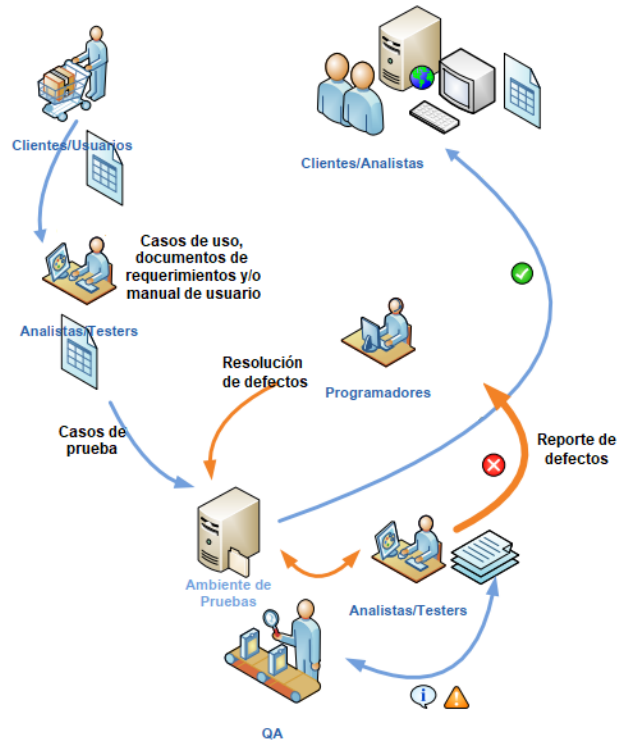 Clientes/Usuarios
Clientes/Analistas
Casos de uso,
documentos de
requerimientos y/o
manual de usuario
Analistas/Testers
Resolución
de defectos
Programadores
Casos de
prueba
Reporte de
defectos
Ambiente de
Pruebas
Analistas/Testers
QA